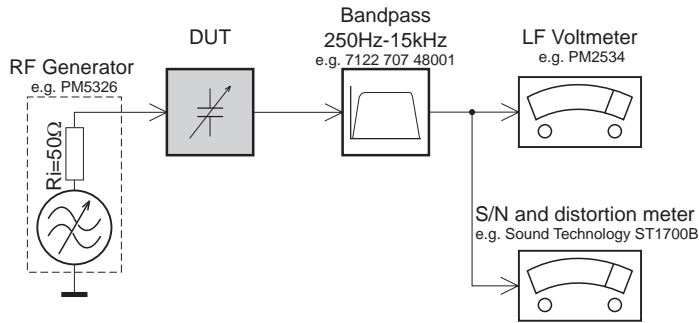 DUT
Bandpass
250Hz-15kHz
e.g. 7122 707 48001
LF Voltmeter
e.g. PM2534
RF Generator
e.g. PM5326
Ri=50Ω
S/N and distortion meter
e.g. Sound Technology ST1700B